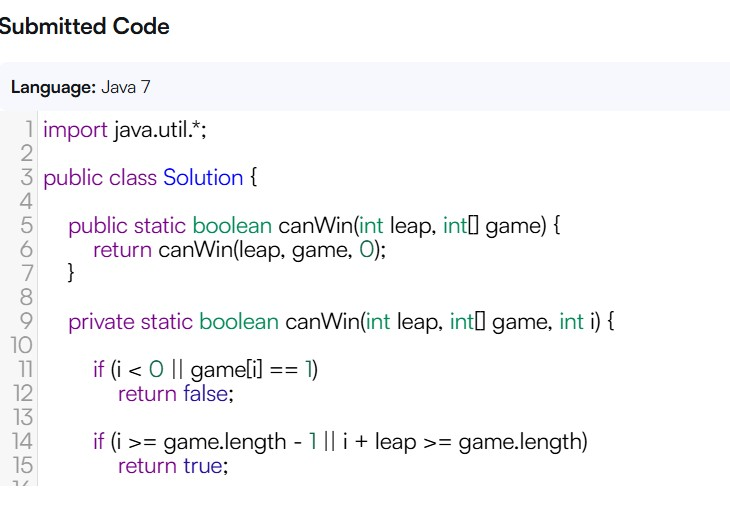 Submitted Code
Language: Java 7
1 import java.util.*;
2
3 public class Solution {
4
5 public static boolean canWin(int leap, int[] game) {
6 return canWin(leap, game, 0);
7 }
8
9 private static boolean canWin(int leap, int[] game, int i) {
10
11 if (i < 0 || game[i] == 1)
12 return false;
13
14 if (i >= game.length - 1 || i + leap >= game.length)
15 return true;